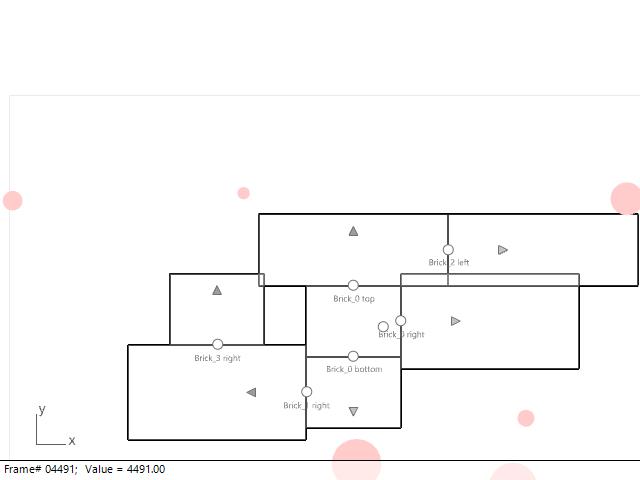 Brick_2 left
Brick_0 top
Brick_0 right
Brick_3 right
Brick_0 bottom
Brick_1 right
y
x
Frame# 04491; Value = 4491.00